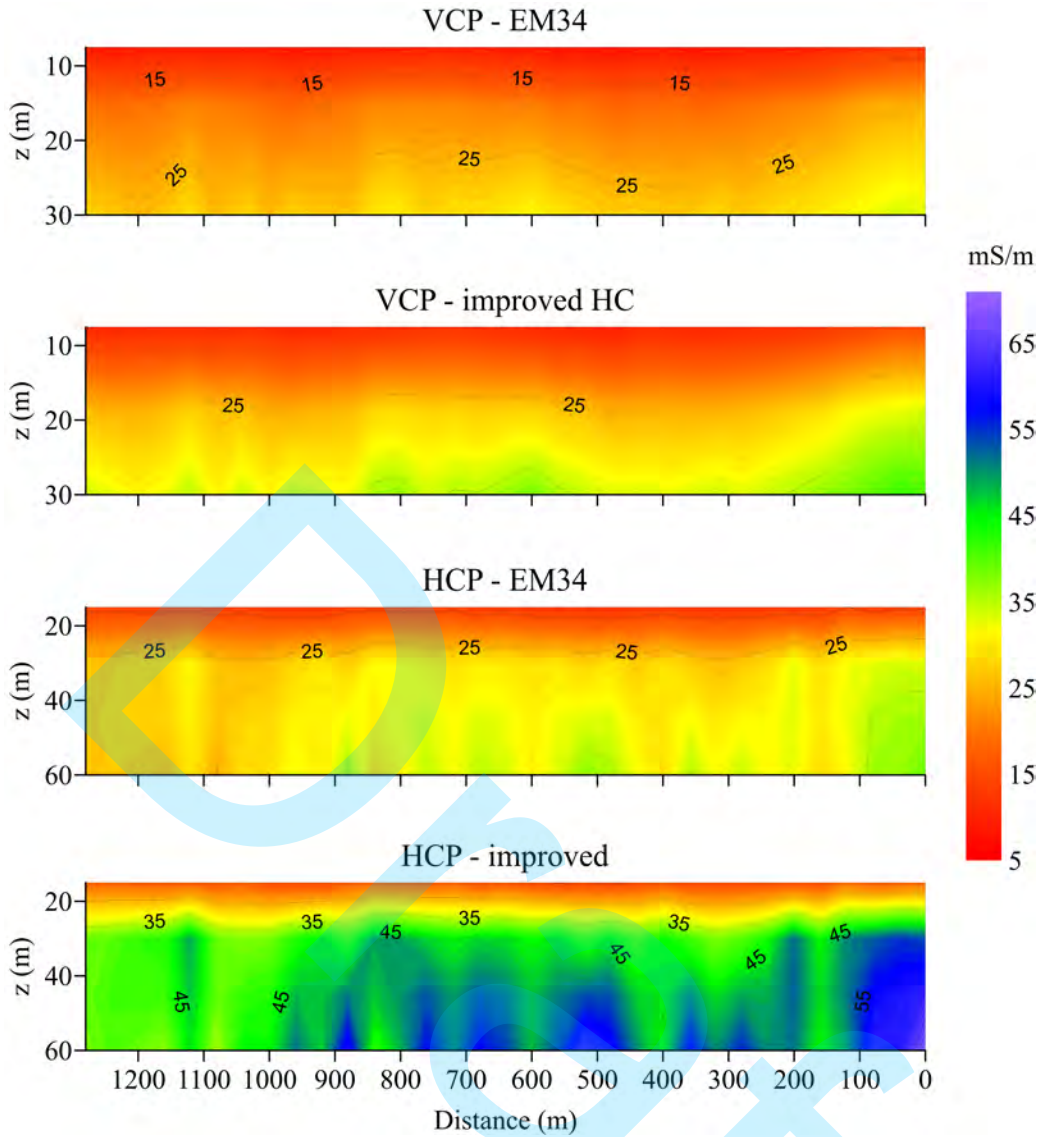 VCP - EM34
10
20
30
z (m)
15 15 15 15
25 25 25 25
VCP - improved HC
10
20
30
z (m)
25 25
HCP - EM34
20
40
60
z (m)
25 25 25 25 25
HCP - improved
20
40
60
z (m)
35 35 35 35
45 45 45 45
45 45 55
1200 1100 1000 900 800 700 600 500 400 300 200 100 0
Distance (m)
mS/m
65
55
45
35
25
15
5